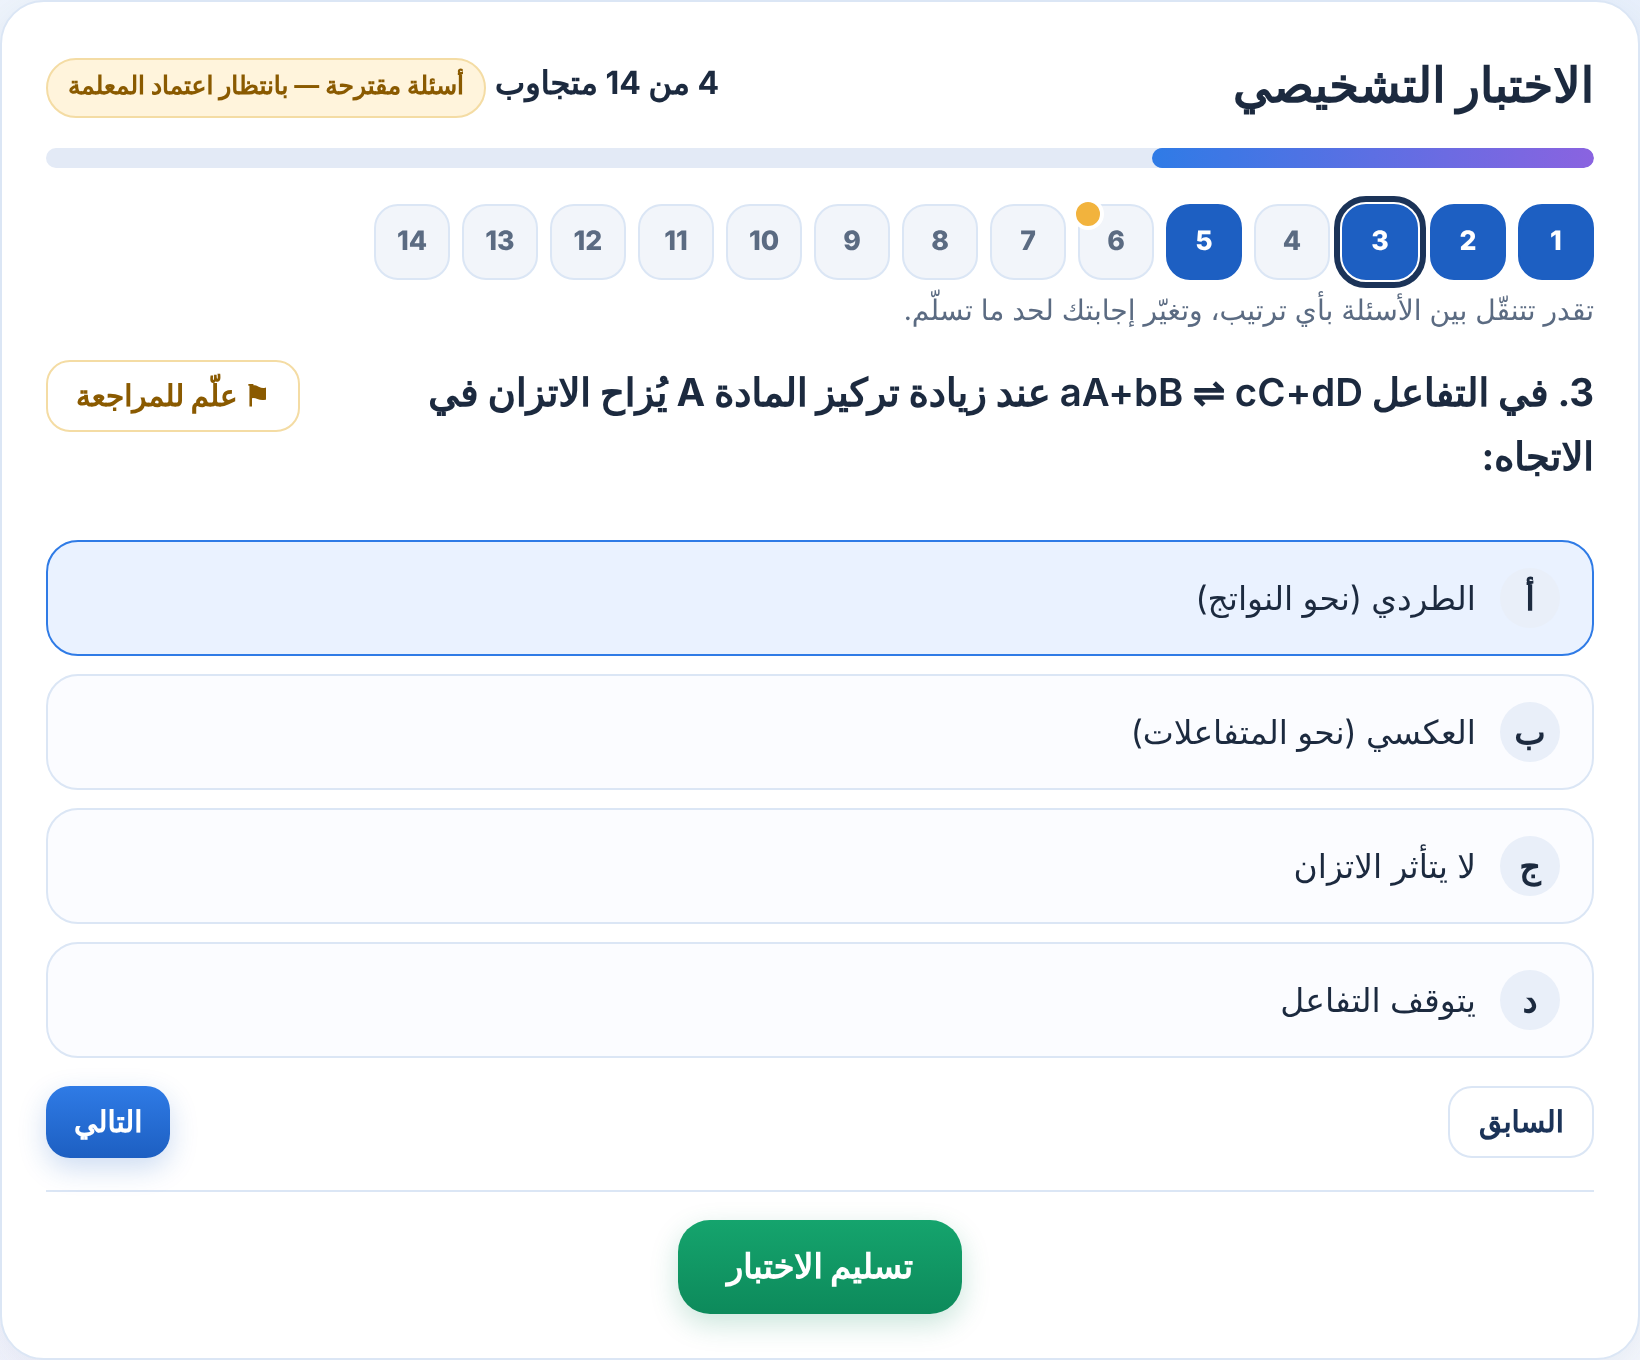 الاختبار التشخيصي
4 من 14 متجاوب
أسئلة مقترحة — بانتظار اعتماد المعلمة
1 2 3 4 5 6 7 8 9 10 11 12 13 14
تقدر تتنقّل بين الأسئلة بأي ترتيب، وتغيّر إجابتك لحد ما تسلّم.
3. في التفاعل aA+bB ⇌ cC+dD عند زيادة تركيز المادة A يُزاح الاتزان في
الاتجاه:
⚑ علّم للمراجعة
أ الطردي (نحو النواتج)
ب العكسي (نحو المتفاعلات)
ج لا يتأثر الاتزان
د يتوقف التفاعل
السابق
التالي
تسليم الاختبار